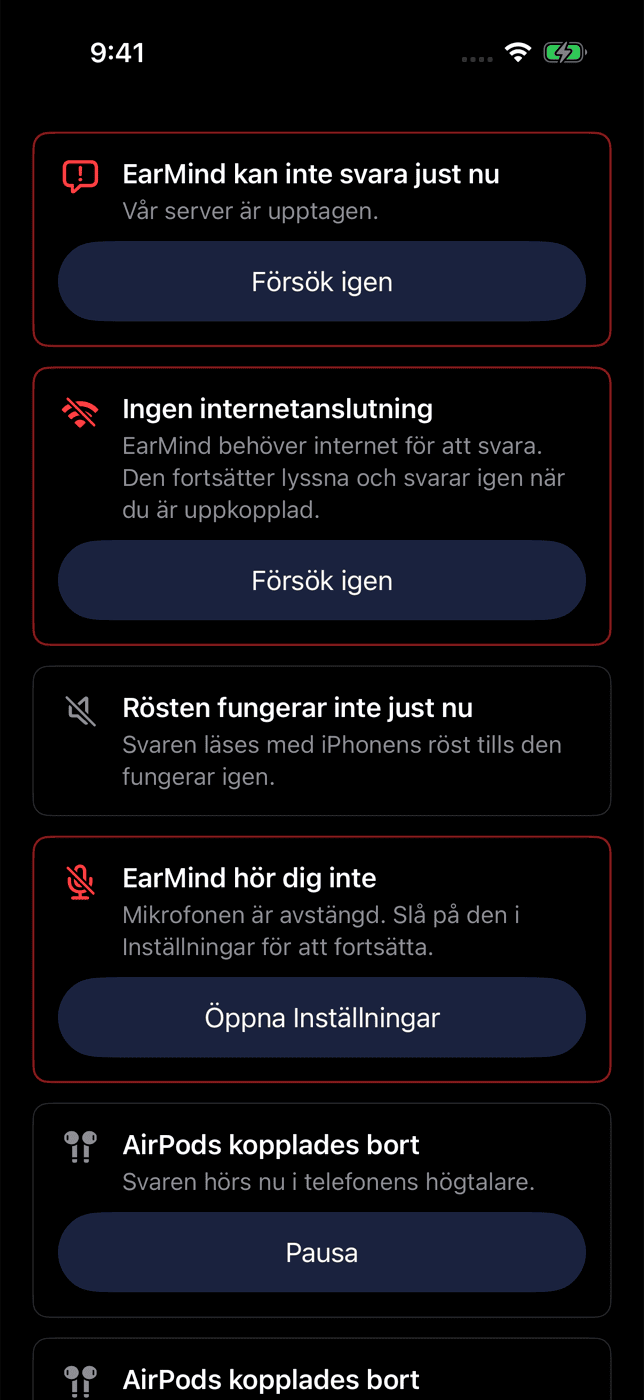 9:41
EarMind kan inte svara just nu
Vår server är upptagen.
Försök igen
Ingen internetanslutning
EarMind behöver internet för att svara.
Den fortsätter lyssna och svarar igen när
du är uppkopplad.
Försök igen
Rösten fungerar inte just nu
Svaren läses med iPhonens röst tills den
fungerar igen.
EarMind hör dig inte
Mikrofonen är avstängd. Slå på den i
Inställningar för att fortsätta.
Öppna Inställningar
AirPods kopplades bort
Svaren hörs nu i telefonens högtalare.
Pausa
AirPods kopplades bort